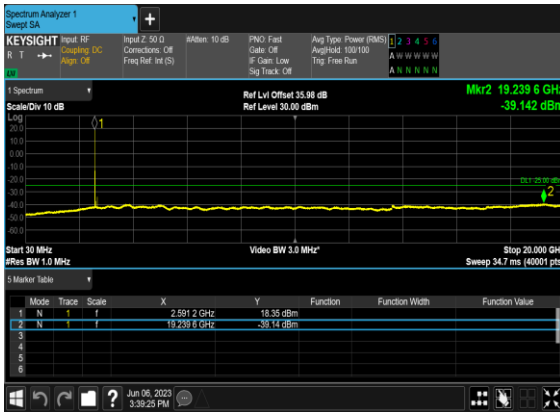 Spectrum Analyzer 1
Swept SA
+
KEYSIGHT
R T
LM
Input: RF
Coupling: DC
Align: Off
Input Z: 50 Ω
Corrections: Off
Freq Ref: Int (S)
#Atten: 10 dB
PNO: Fast
Gate: Off
IF Gain: Low
Sig Track: Off
Avg Type: Power (RMS)
Avg|Hold: 100/100
Trig: Free Run
1 2 3 4 5 6
A W W W W W
A N N N N N
1 Spectrum
Scale/Div 10 dB
Ref Lvl Offset 35.98 dB
Ref Level 30.00 dBm
Mkr2 19.239 6 GHz
-39.142 dBm
Log
20.0
10.0
0.00
-10.0
-20.0
-30.0
-40.0
-50.0
-60.0
1
DL1 -25.00 dBm
2
Start 30 MHz
#Res BW 1.0 MHz
Video BW 3.0 MHz*
Stop 20.000 GHz
Sweep 34.7 ms (40001 pts)
5 Marker Table
Mode Trace Scale X Y Function Function Width Function Value
1 N 1 f 2.591 2 GHz 18.35 dBm
2 N 1 f 19.239 6 GHz -39.14 dBm
3
4
5
6
?
Jun 06, 2023
3:39:25 PM